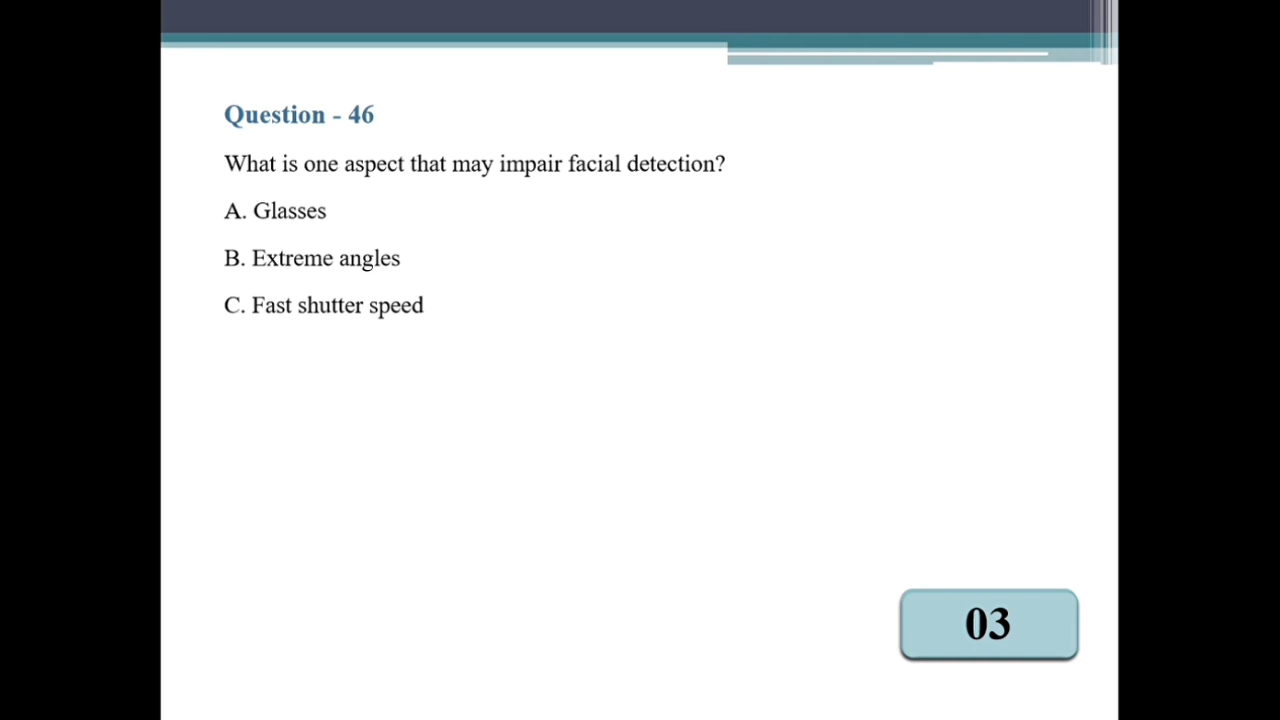 Question - 46
What is one aspect that may impair facial detection?
A. Glasses
B. Extreme angles
C. Fast shutter speed
03